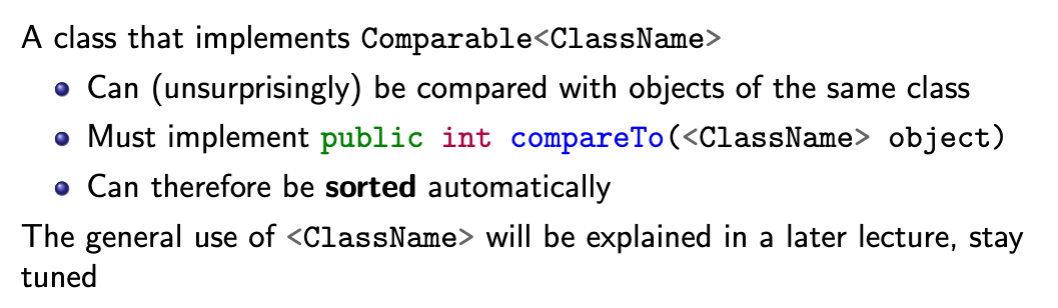 A class that implements Comparable<ClassName>
• Can (unsurprisingly) be compared with objects of the same class
• Must implement public int compareTo(<ClassName> object)
• Can therefore be sorted automatically
The general use of <ClassName> will be explained in a later lecture, stay
tuned